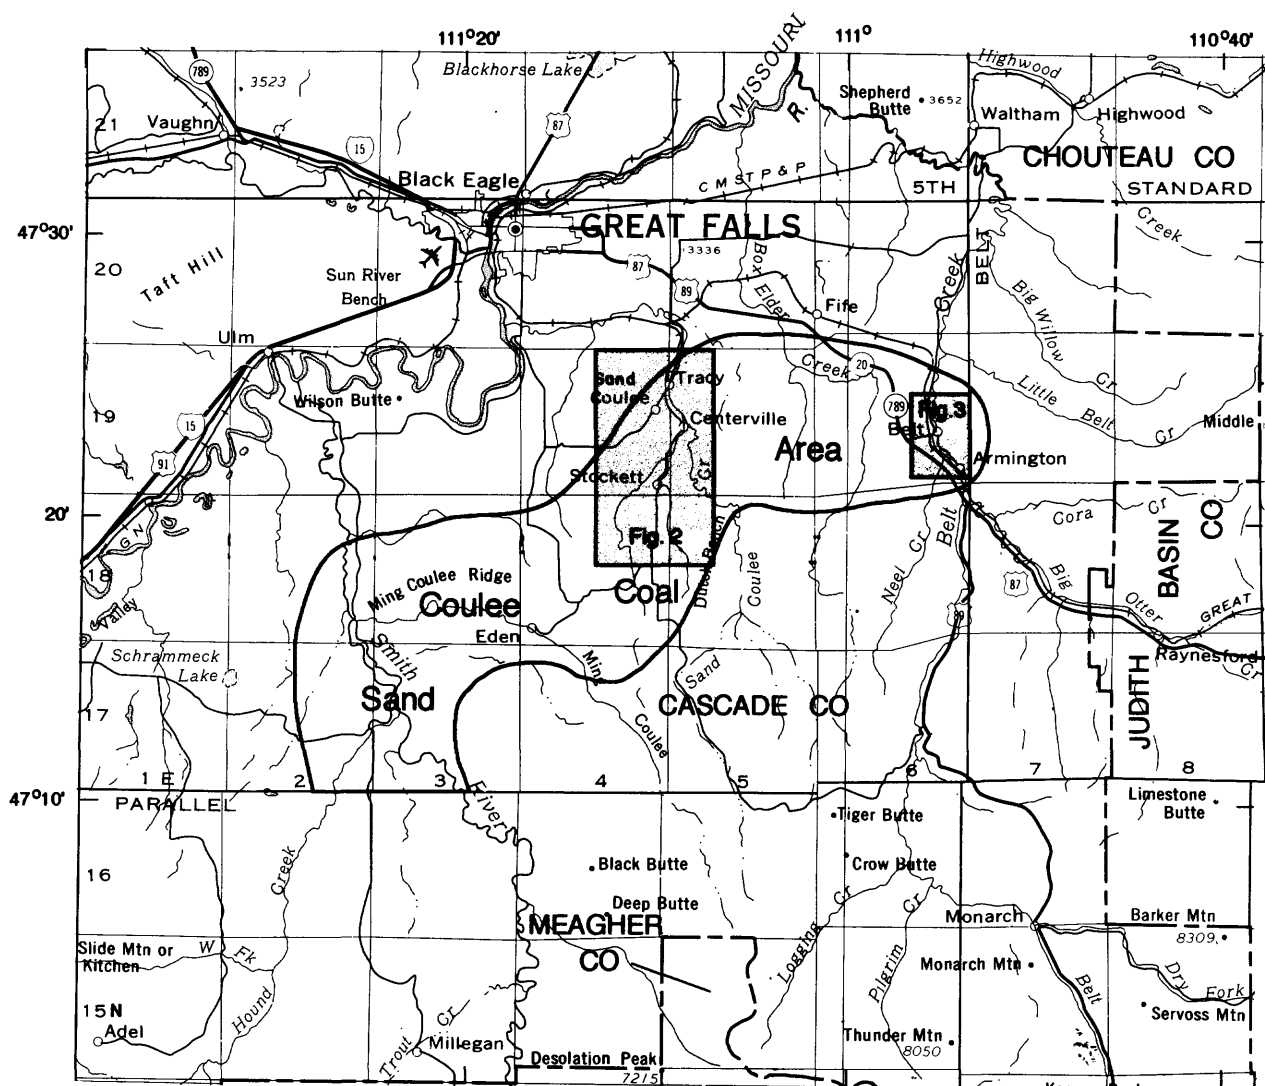 111°20'
111°
110°40'
MISSOURI
R.
789
3523
Blackhorse Lake
Highwood
Shepherd
Butte
3652
Waltham
Highwood
21
Vaughn
15
87
CHOUTEAU CO
Black Eagle
C M ST P & P
5TH
STANDARD
47°30'
GREAT FALLS
Creek
20
Taft Hill
Sun River
Bench
87
3336
89
Box
Elder
Creek
Creek
BELT
Big Willow
Cr
Fife
Ulm
Wilson Butte
Sand
Coulee
Tracy
20
Little Belt Cr
Middle
19
15
91
Centerville
Area
789
Fig. 3
Belt
Armington
Stockett
Cr
20'
G N
Fig. 2
Dutch Bench
Coulee
Neel Cr
Belt
Cora Cr
BASIN
CO
18
Valley
Ming Coulee Ridge
Coulee
Coal
Eden
87
Big
Otter
GREAT
89
Raynesford
Cr
Schrammeck
Lake
Smith
Ming
Coulee
Sand
Sand
CASCADE CO
JUDITH
17
1 E
2
3
4
5
6
7
8
47°10'
PARALLEL
River
Tiger Butte
Limestone
Butte
16
Creek
Black Butte
Crow Butte
Deep Butte
MEAGHER
CO
Logging Cr
Pilgrim Cr
Monarch
Barker Mtn
8309
Slide Mtn or
Kitchen
W Fk
Hound
Monarch Mtn
Belt
Dry
Fork
Servoss Mtn
15N
Adel
Trout Cr
Millegan
Thunder Mtn
8050
Desolation Peak
7215